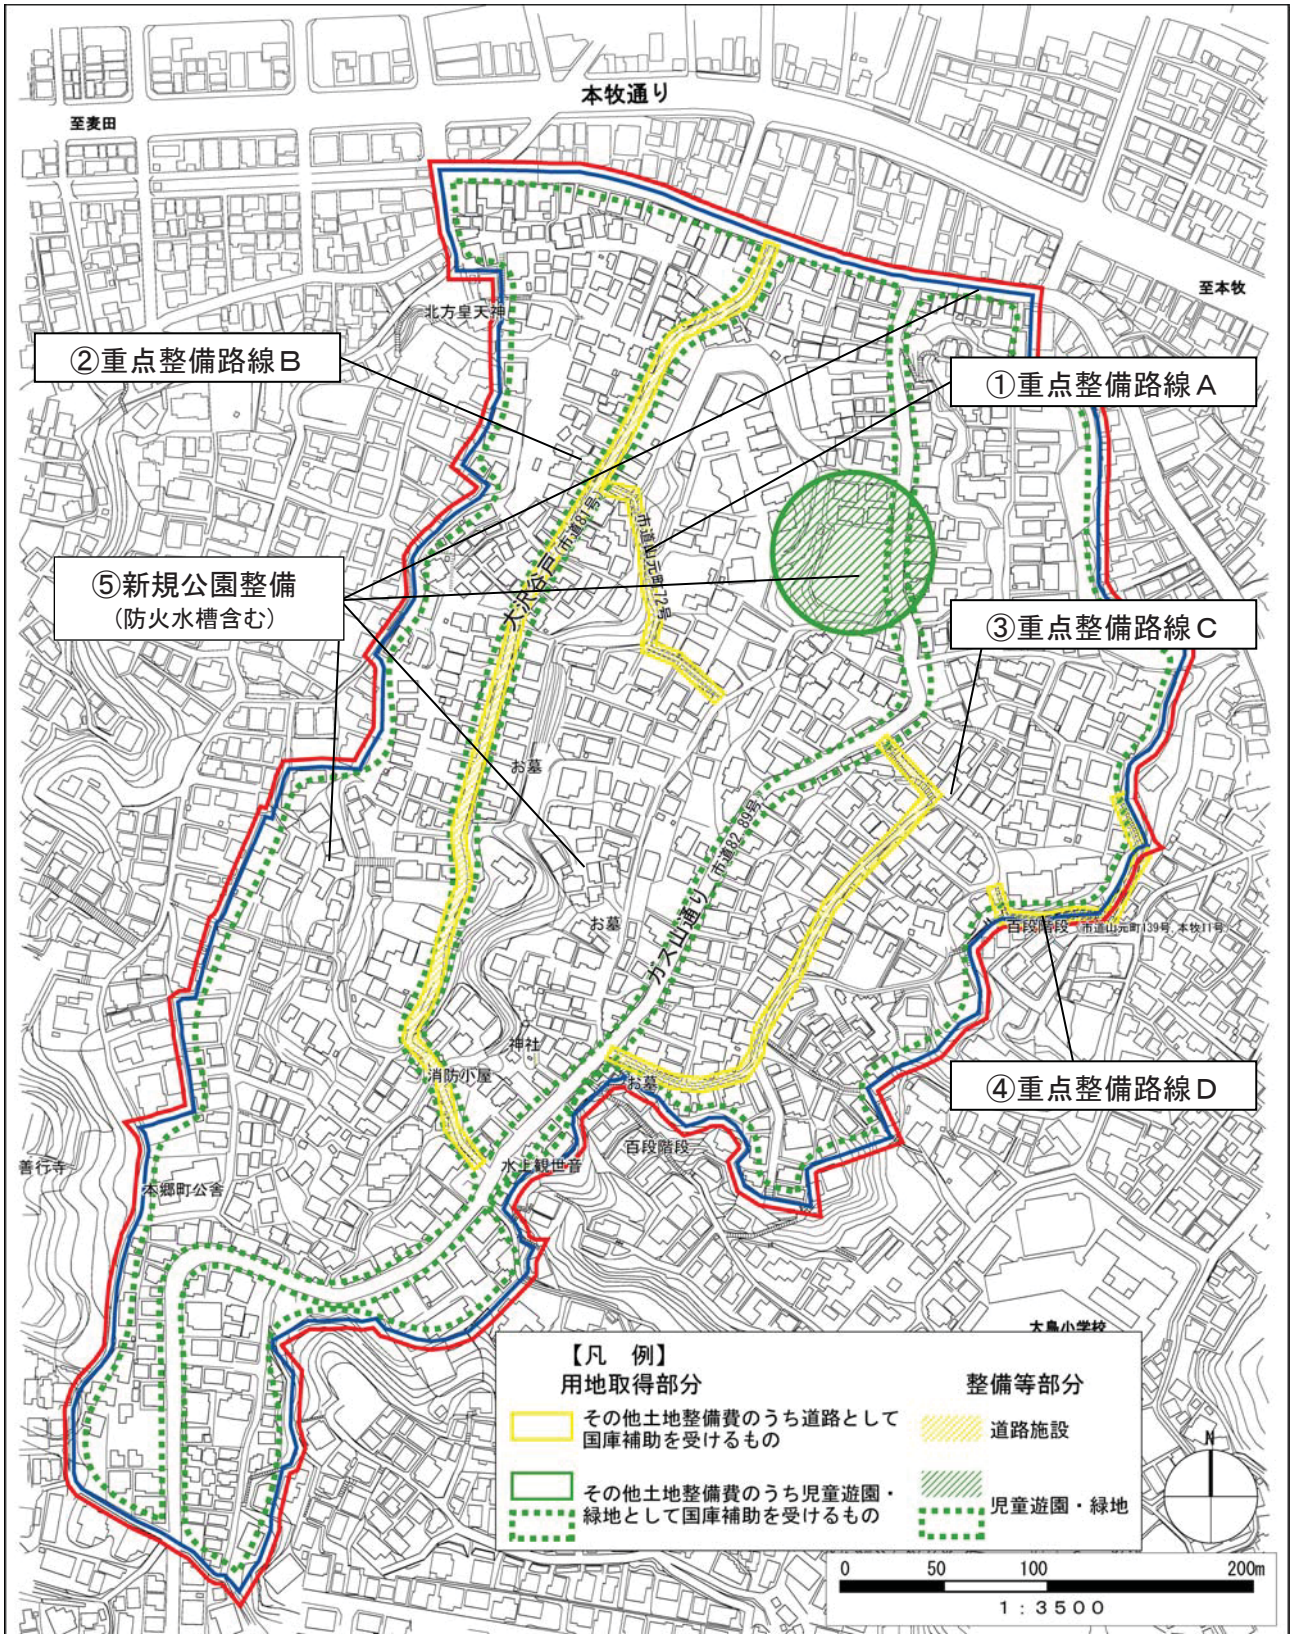 本牧通り
至麦田
至本牧
北方皇天神
②重点整備路線B
①重点整備路線A
市道山元町72号
大沢谷戸(市道81号)
⑤新規公園整備
(防火水槽含む)
③重点整備路線C
お墓
ガス山通り 市道82,89号
お墓
百段階段 (市道山元町139号,本牧11号)
神社
消防小屋
お墓
④重点整備路線D
百段階段
水上観世音
善行寺
本郷町公舎
大鳥小学校
【凡 例】
用地取得部分
整備等部分
その他土地整備費のうち道路として
国庫補助を受けるもの
道路施設
その他土地整備費のうち児童遊園・
緑地として国庫補助を受けるもの
児童遊園・緑地
N
0 50 100 200m
1:3500